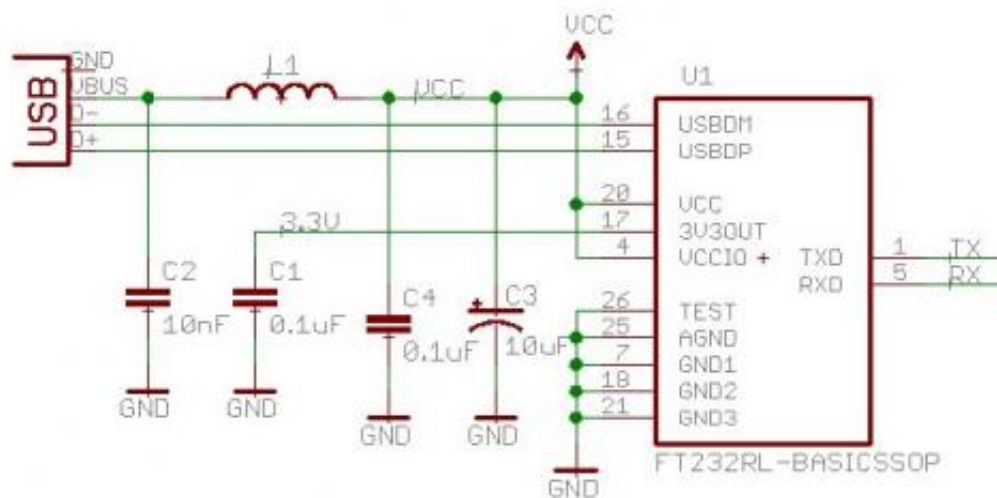 VCC
GND
L1
U1
USB
VBUS
VCC
D-
16
USBDM
D+
15
USBDP
20
VCC
3.3V
17
3V3OUT
4
VCCIO
TXD
1
TX
RXD
5
RX
C2
C1
C4
C3
10nF
0.1uF
0.1uF
10uF
26
TEST
25
AGND
7
GND1
18
GND2
21
GND3
GND
GND
GND
GND
GND
FT232RL-BASICSSOP